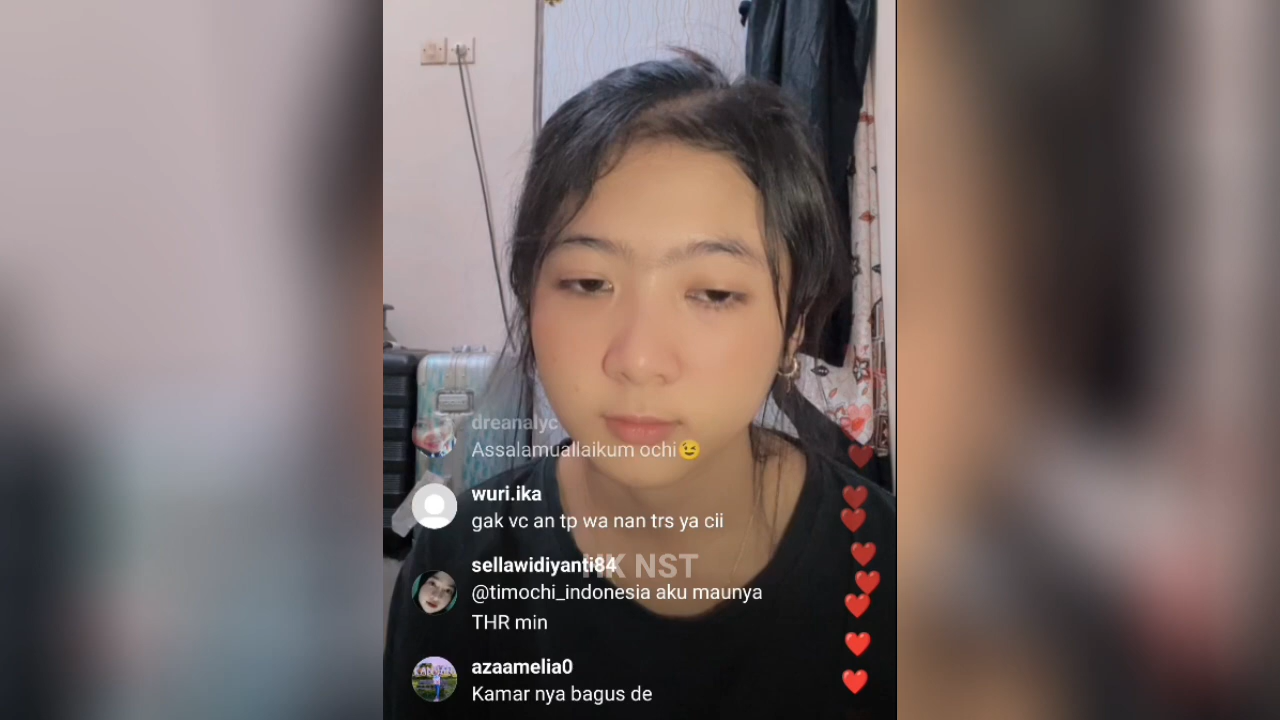 dreanalyc
Assalamuallaikum ochi😉
wuri.ika
gak vc an tp wa nan trs ya cii
HK NST
sellawidiyanti84
@timochi_indonesia aku maunya
THR min
azaamelia0
Kamar nya bagus de